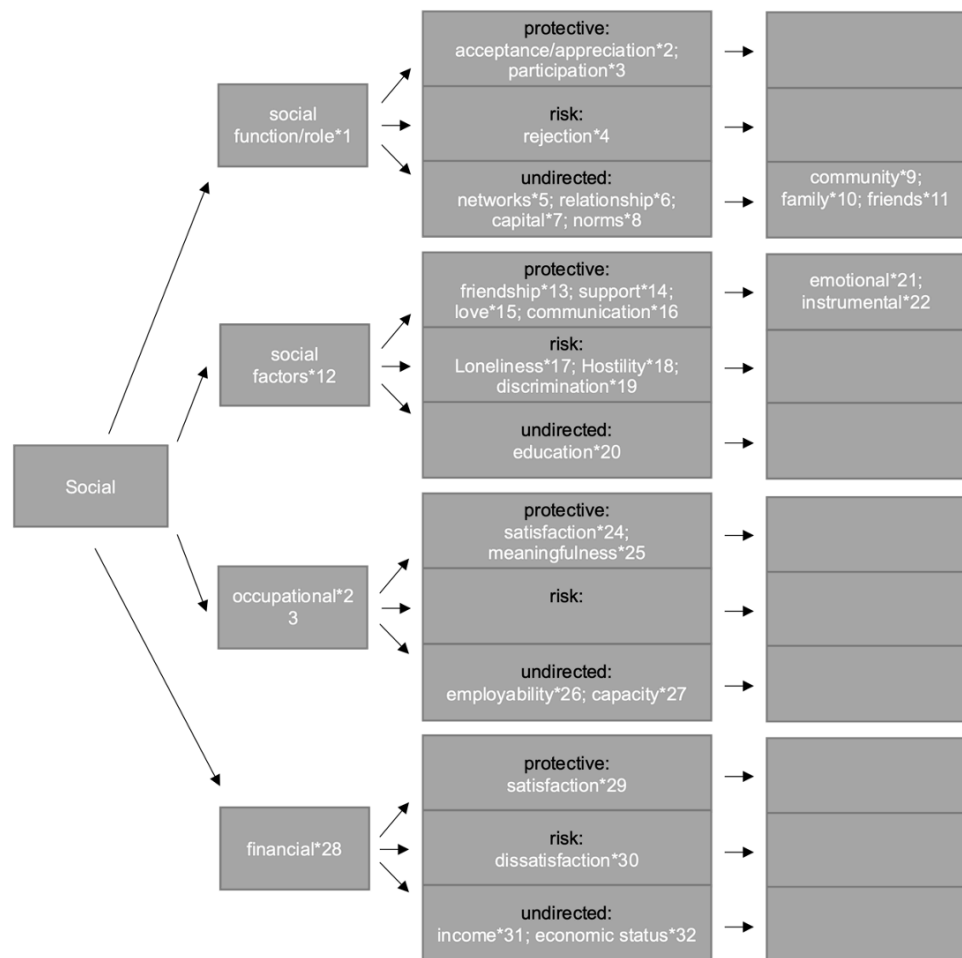 Social
social
function/role*1
protective:
acceptance/appreciation*2;
participation*3
risk:
rejection*4
undirected:
networks*5; relationship*6;
capital*7; norms*8
community*9;
family*10; friends*11
social
factors*12
protective:
friendship*13; support*14;
love*15; communication*16
emotional*21;
instrumental*22
risk:
Loneliness*17; Hostility*18;
discrimination*19
undirected:
education*20
occupational*2
3
protective:
satisfaction*24;
meaningfulness*25
risk:
undirected:
employability*26; capacity*27
financial*28
protective:
satisfaction*29
risk:
dissatisfaction*30
undirected:
income*31; economic status*32